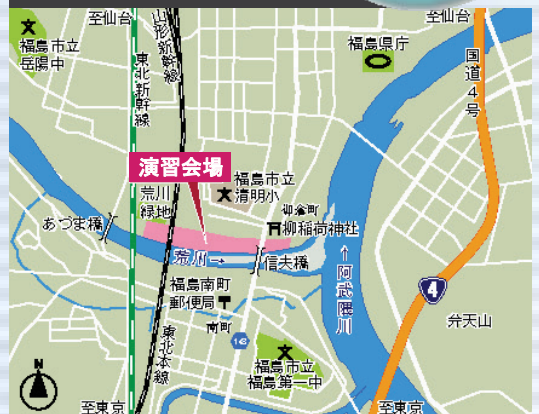 至仙台
山形新幹線
至仙台
福島市立
岳陽中
東北新幹線
福島県庁
国道4号
演習会場
荒川
緑地
福島市立
清明小
御倉町
柳稲荷神社
あづま橋
荒川→
信夫橋
↑阿武隈川
福島南町
郵便局
南町
4
弁天山
東北本線
福島市立
福島第一中
N
至東京
至東京